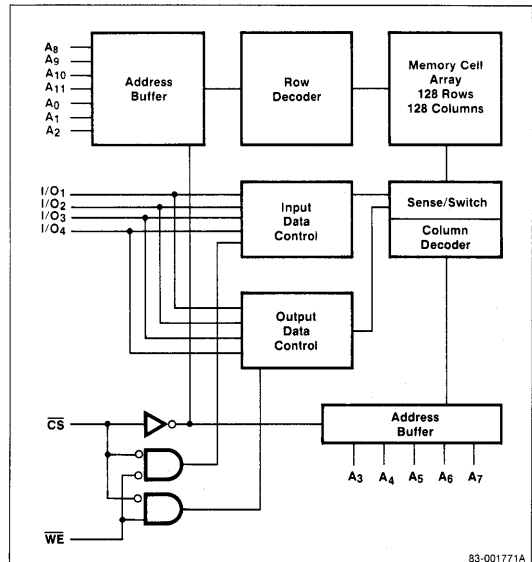 A8
A9
A10
A11
A0
A1
A2
Address
Buffer
Row
Decoder
Memory Cell
Array
128 Rows
128 Columns
I/O1
I/O2
I/O3
I/O4
Input
Data
Control
Sense/Switch
Column
Decoder
Output
Data
Control
CS
WE
Address
Buffer
A3 A4 A5 A6 A7
83-001771A